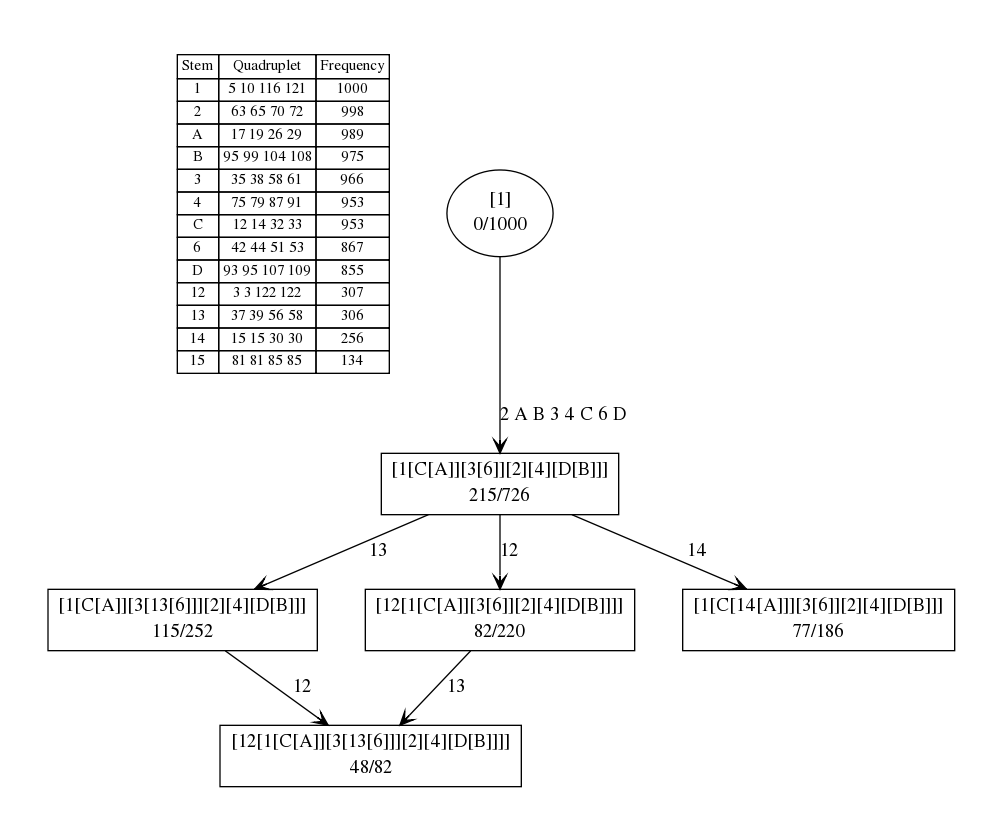 Stem Quadruplet Frequency
1 5 10 116 121 1000
2 63 65 70 72 998
A 17 19 26 29 989
B 95 99 104 108 975
3 35 38 58 61 966
4 75 79 87 91 953
C 12 14 32 33 953
6 42 44 51 53 867
D 93 95 107 109 855
12 3 3 122 122 307
13 37 39 56 58 306
14 15 15 30 30 256
15 81 81 85 85 134
[1]
0/1000
2 A B 3 4 C 6 D
[1[C[A]][3[6]][2][4][D[B]]]
215/726
13
12
14
[1[C[A]][3[13[6]]][2][4][D[B]]]
115/252
[12[1[C[A]][3[6]][2][4][D[B]]]]
82/220
[1[C[14[A]]][3[6]][2][4][D[B]]]
77/186
12
13
[12[1[C[A]][3[13[6]]][2][4][D[B]]]]
48/82